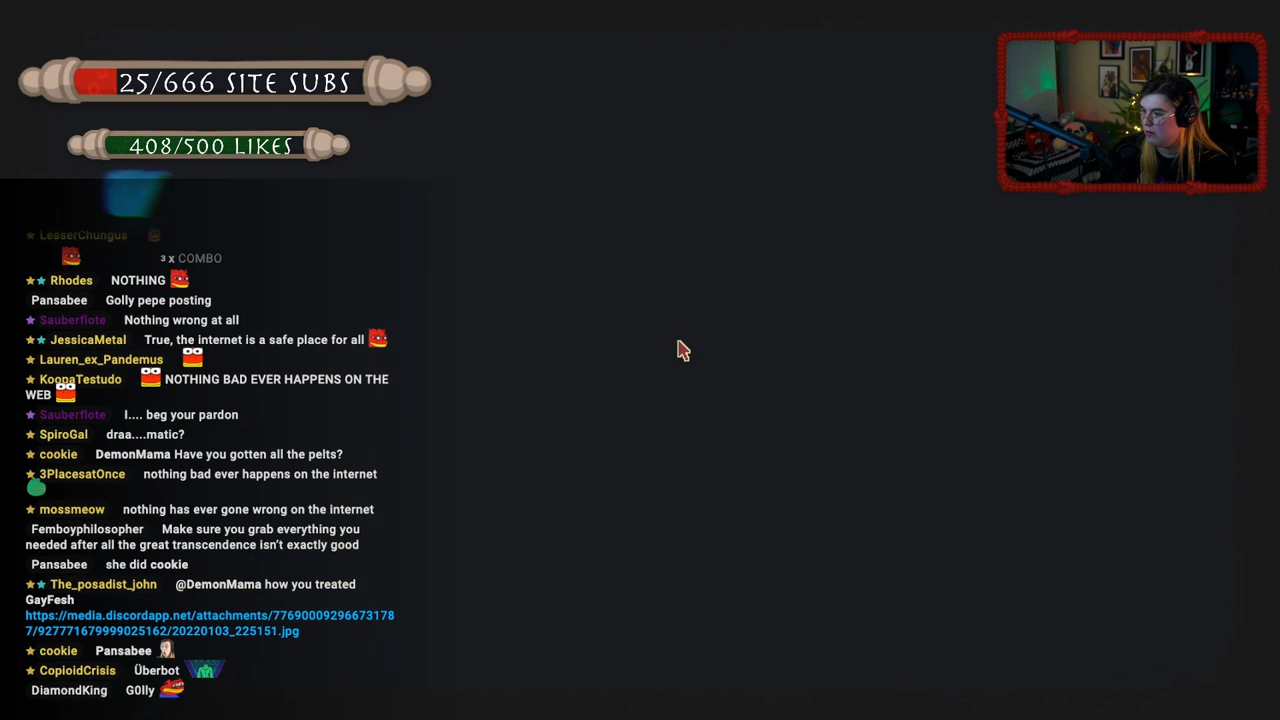 25/666 SITE SUBS
408/500 LIKES
LesserChungus
3 x COMBO
Rhodes NOTHING
Pansabee Golly pepe posting
Sauberflote Nothing wrong at all
JessicaMetal True, the internet is a safe place for all
Lauren_ex_Pandemus
KoopaTestudo NOTHING BAD EVER HAPPENS ON THE
WEB
Sauberflote I.... beg your pardon
SpiroGal draa....matic?
cookie DemonMama Have you gotten all the pelts?
3PlacesatOnce nothing bad ever happens on the internet
mossmeow nothing has ever gone wrong on the internet
Femboyphilosopher Make sure you grab everything you
needed after all the great transcendence isn't exactly good
Pansabee she did cookie
The_posadist_john @DemonMama how you treated
GayFesh
https://media.discordapp.net/attachments/77690009296673178
7/927771679999025162/20220103_225151.jpg
cookie Pansabee
CopioidCrisis Überbot
DiamondKing G0lly